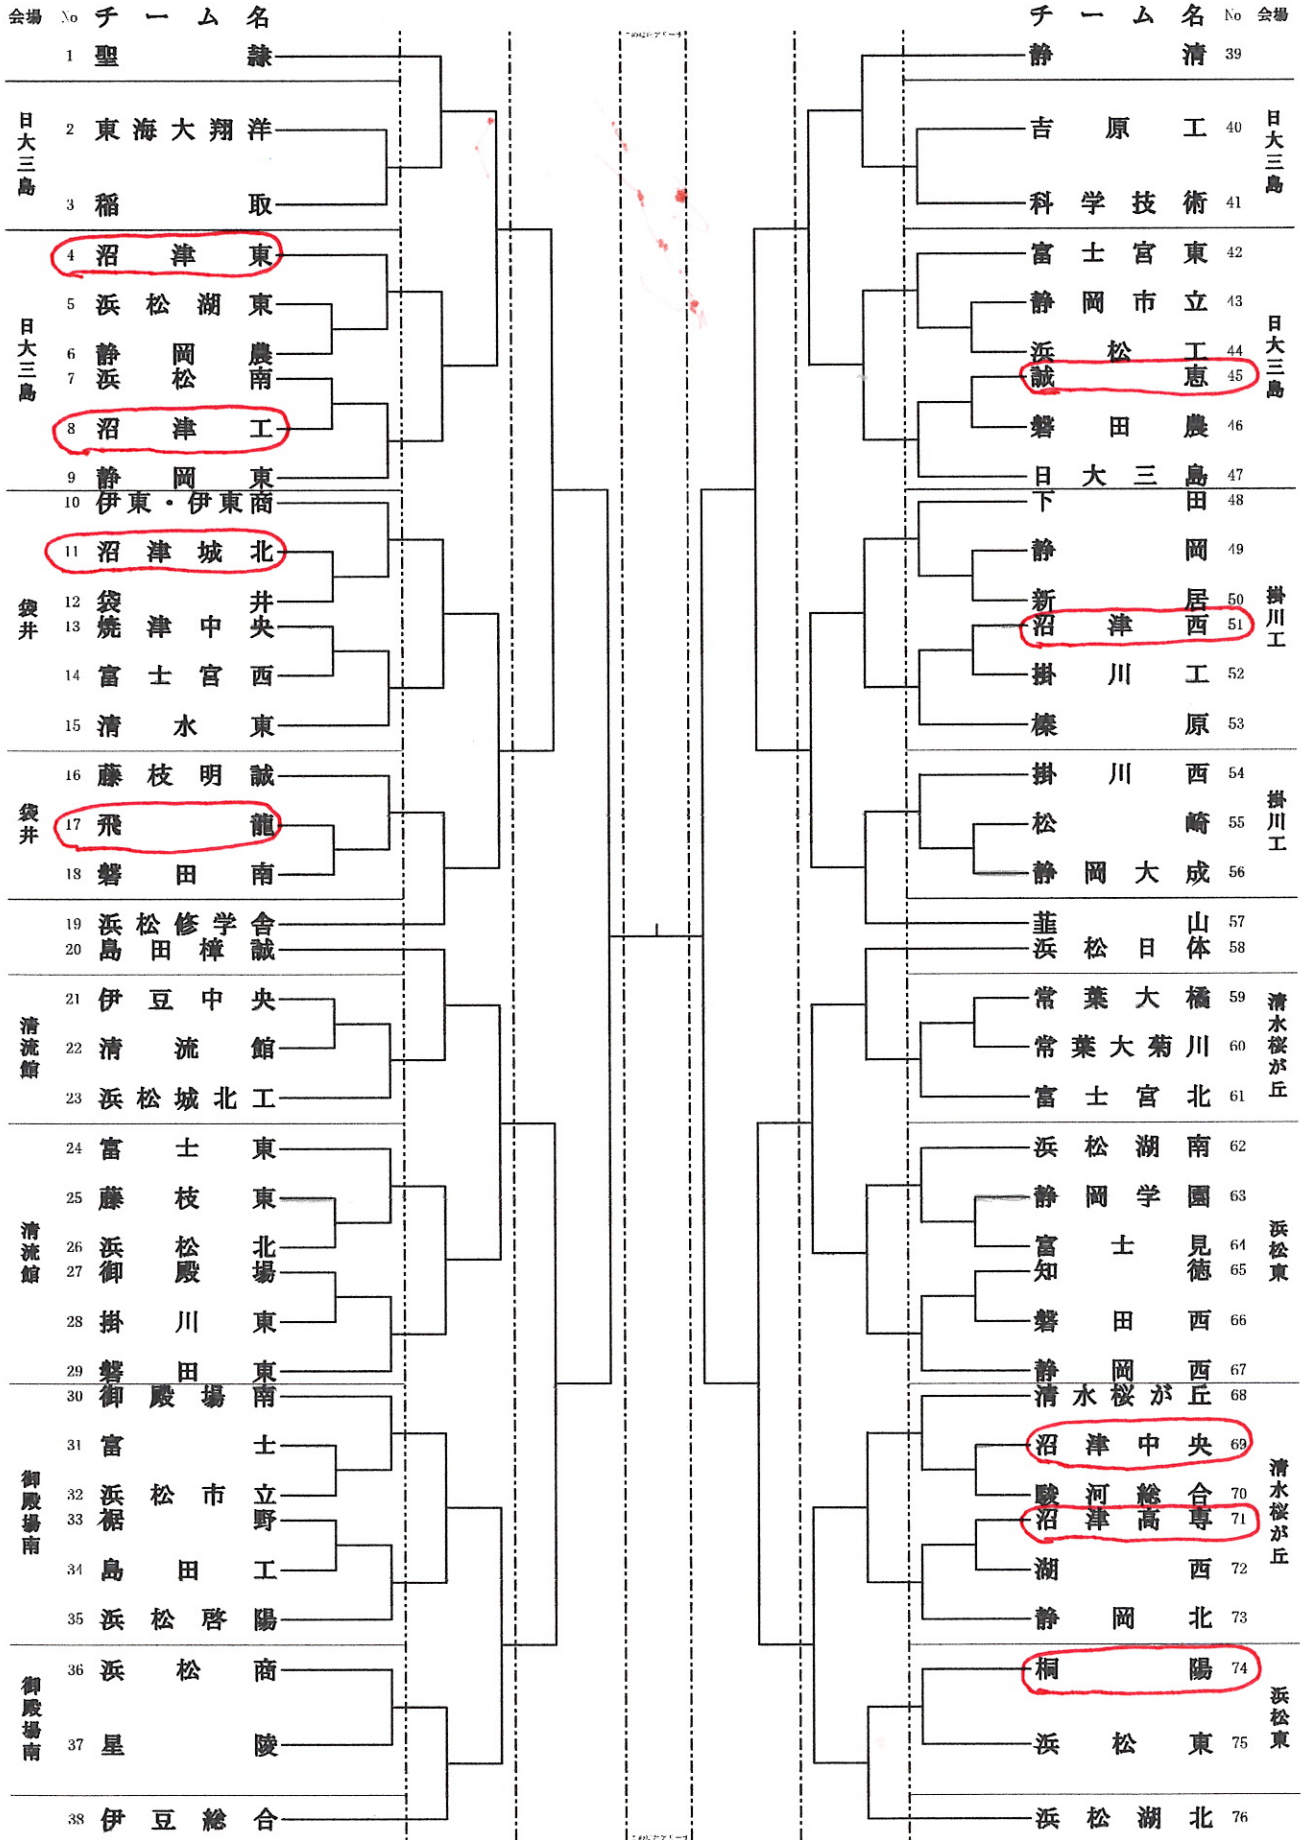 会場 No チーム名
1 聖隷
日大三島
2 東海大翔洋
3 稲取
4 沼津東
日大三島
5 浜松湖東
6 静岡農
7 浜松南
8 沼津工
9 静岡東
10 伊東・伊東商
11 沼津城北
袋井
12 袋井
13 焼津中央
14 富士宮西
15 清水東
16 藤枝明誠
袋井
17 飛龍
18 磐田南
19 浜松修学舎
20 島田樟誠
21 伊豆中央
清流館
22 清流館
23 浜松城北工
24 富士東
25 藤枝東
清流館
26 浜松北
27 御殿場
28 掛川東
29 磐田東
30 御殿場南
31 富士
御殿場南
32 浜松市立
33 裾野
34 島田工
35 浜松啓陽
36 浜松商
御殿場南
37 星陵
38 伊豆総合
チーム名 No 会場
静清 39
日大三島
吉原工 40
科学技術 41
富士宮東 42
静岡市立 43
日大三島
浜松工 44
誠恵 45
磐田農 46
日大三島 47
下田 48
静岡 49
新居 50
掛川工
沼津西 51
掛川工 52
榛原 53
掛川西 54
松崎 55
掛川工
静岡大成 56
韮山 57
浜松日体 58
常葉大橘 59
清水桜が丘
常葉大菊川 60
富士宮北 61
浜松湖南 62
静岡学園 63
浜松東
富士見 64
知徳 65
磐田西 66
静岡西 67
清水桜が丘 68
沼津中央 69
駿河総合 70
清水桜が丘
沼津高専 71
湖西 72
静岡北 73
桐陽 74
浜松東
浜松東 75
浜松湖北 76